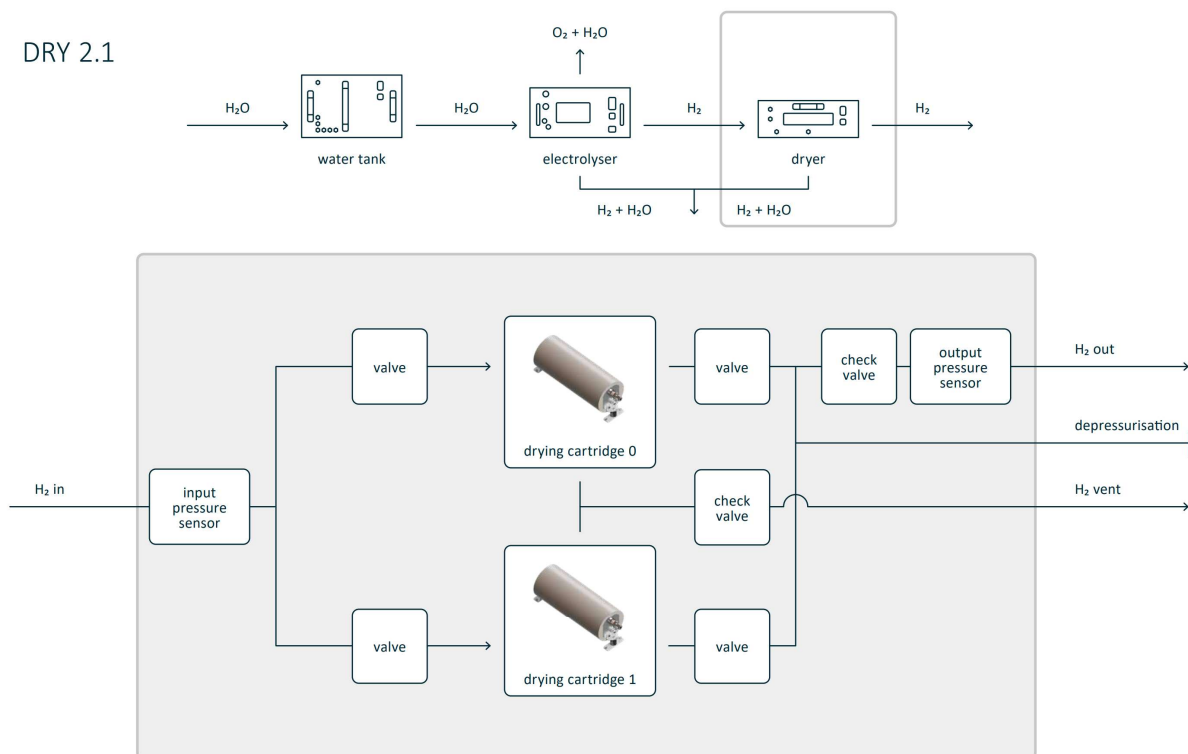 DRY 2.1
O₂ + H₂O
H₂O
H₂O
H₂
H₂
water tank
electrolyser
dryer
H₂ + H₂O
H₂ + H₂O
valve
drying cartridge 0
valve
check
valve
output
pressure
sensor
H₂ out
depressurisation
H₂ in
input
pressure
sensor
check
valve
H₂ vent
valve
drying cartridge 1
valve